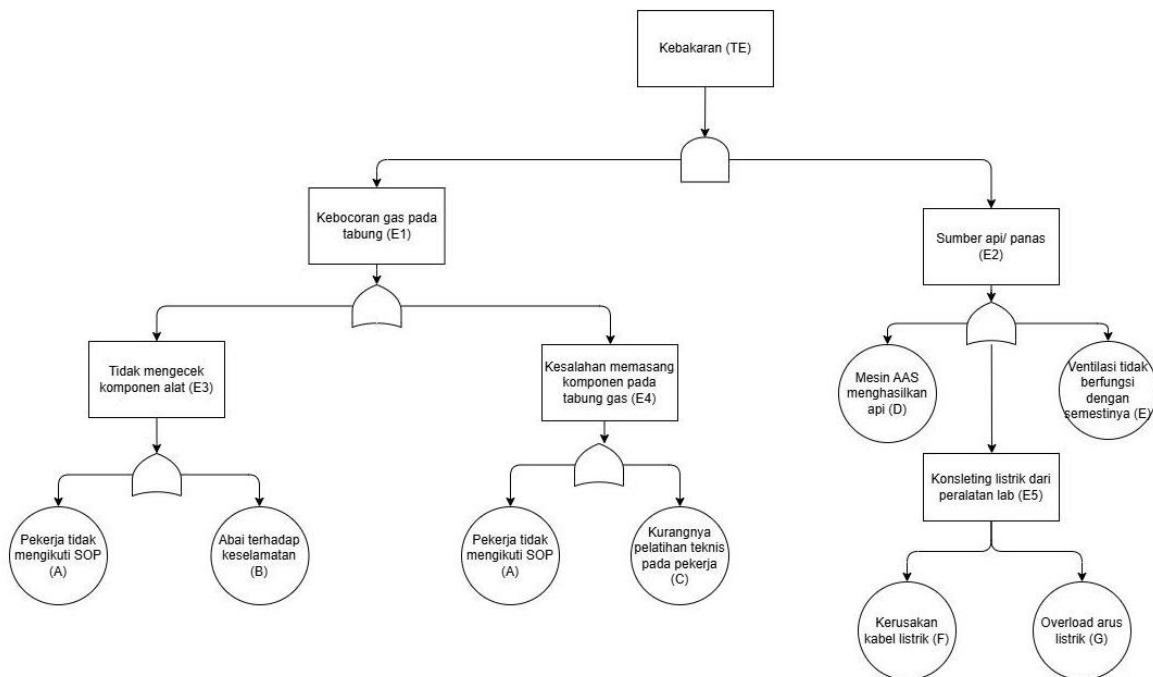 Kebakaran (TE)
Kebocoran gas pada
tabung (E1)
Sumber api/ panas
(E2)
Tidak mengecek
komponen alat (E3)
Kesalahan memasang
komponen pada
tabung gas (E4)
Mesin AAS
menghasilkan
api (D)
Ventilasi tidak
berfungsi
dengan
semestinya (E)
Konsleting listrik dari
peralatan lab (E5)
Pekerja tidak
mengikuti SOP
(A)
Abai terhadap
keselamatan
(B)
Pekerja tidak
mengikuti SOP
(A)
Kurangnya
pelatihan teknis
pada pekerja
(C)
Kerusakan
kabel listrik (F)
Overload arus
listrik (G)